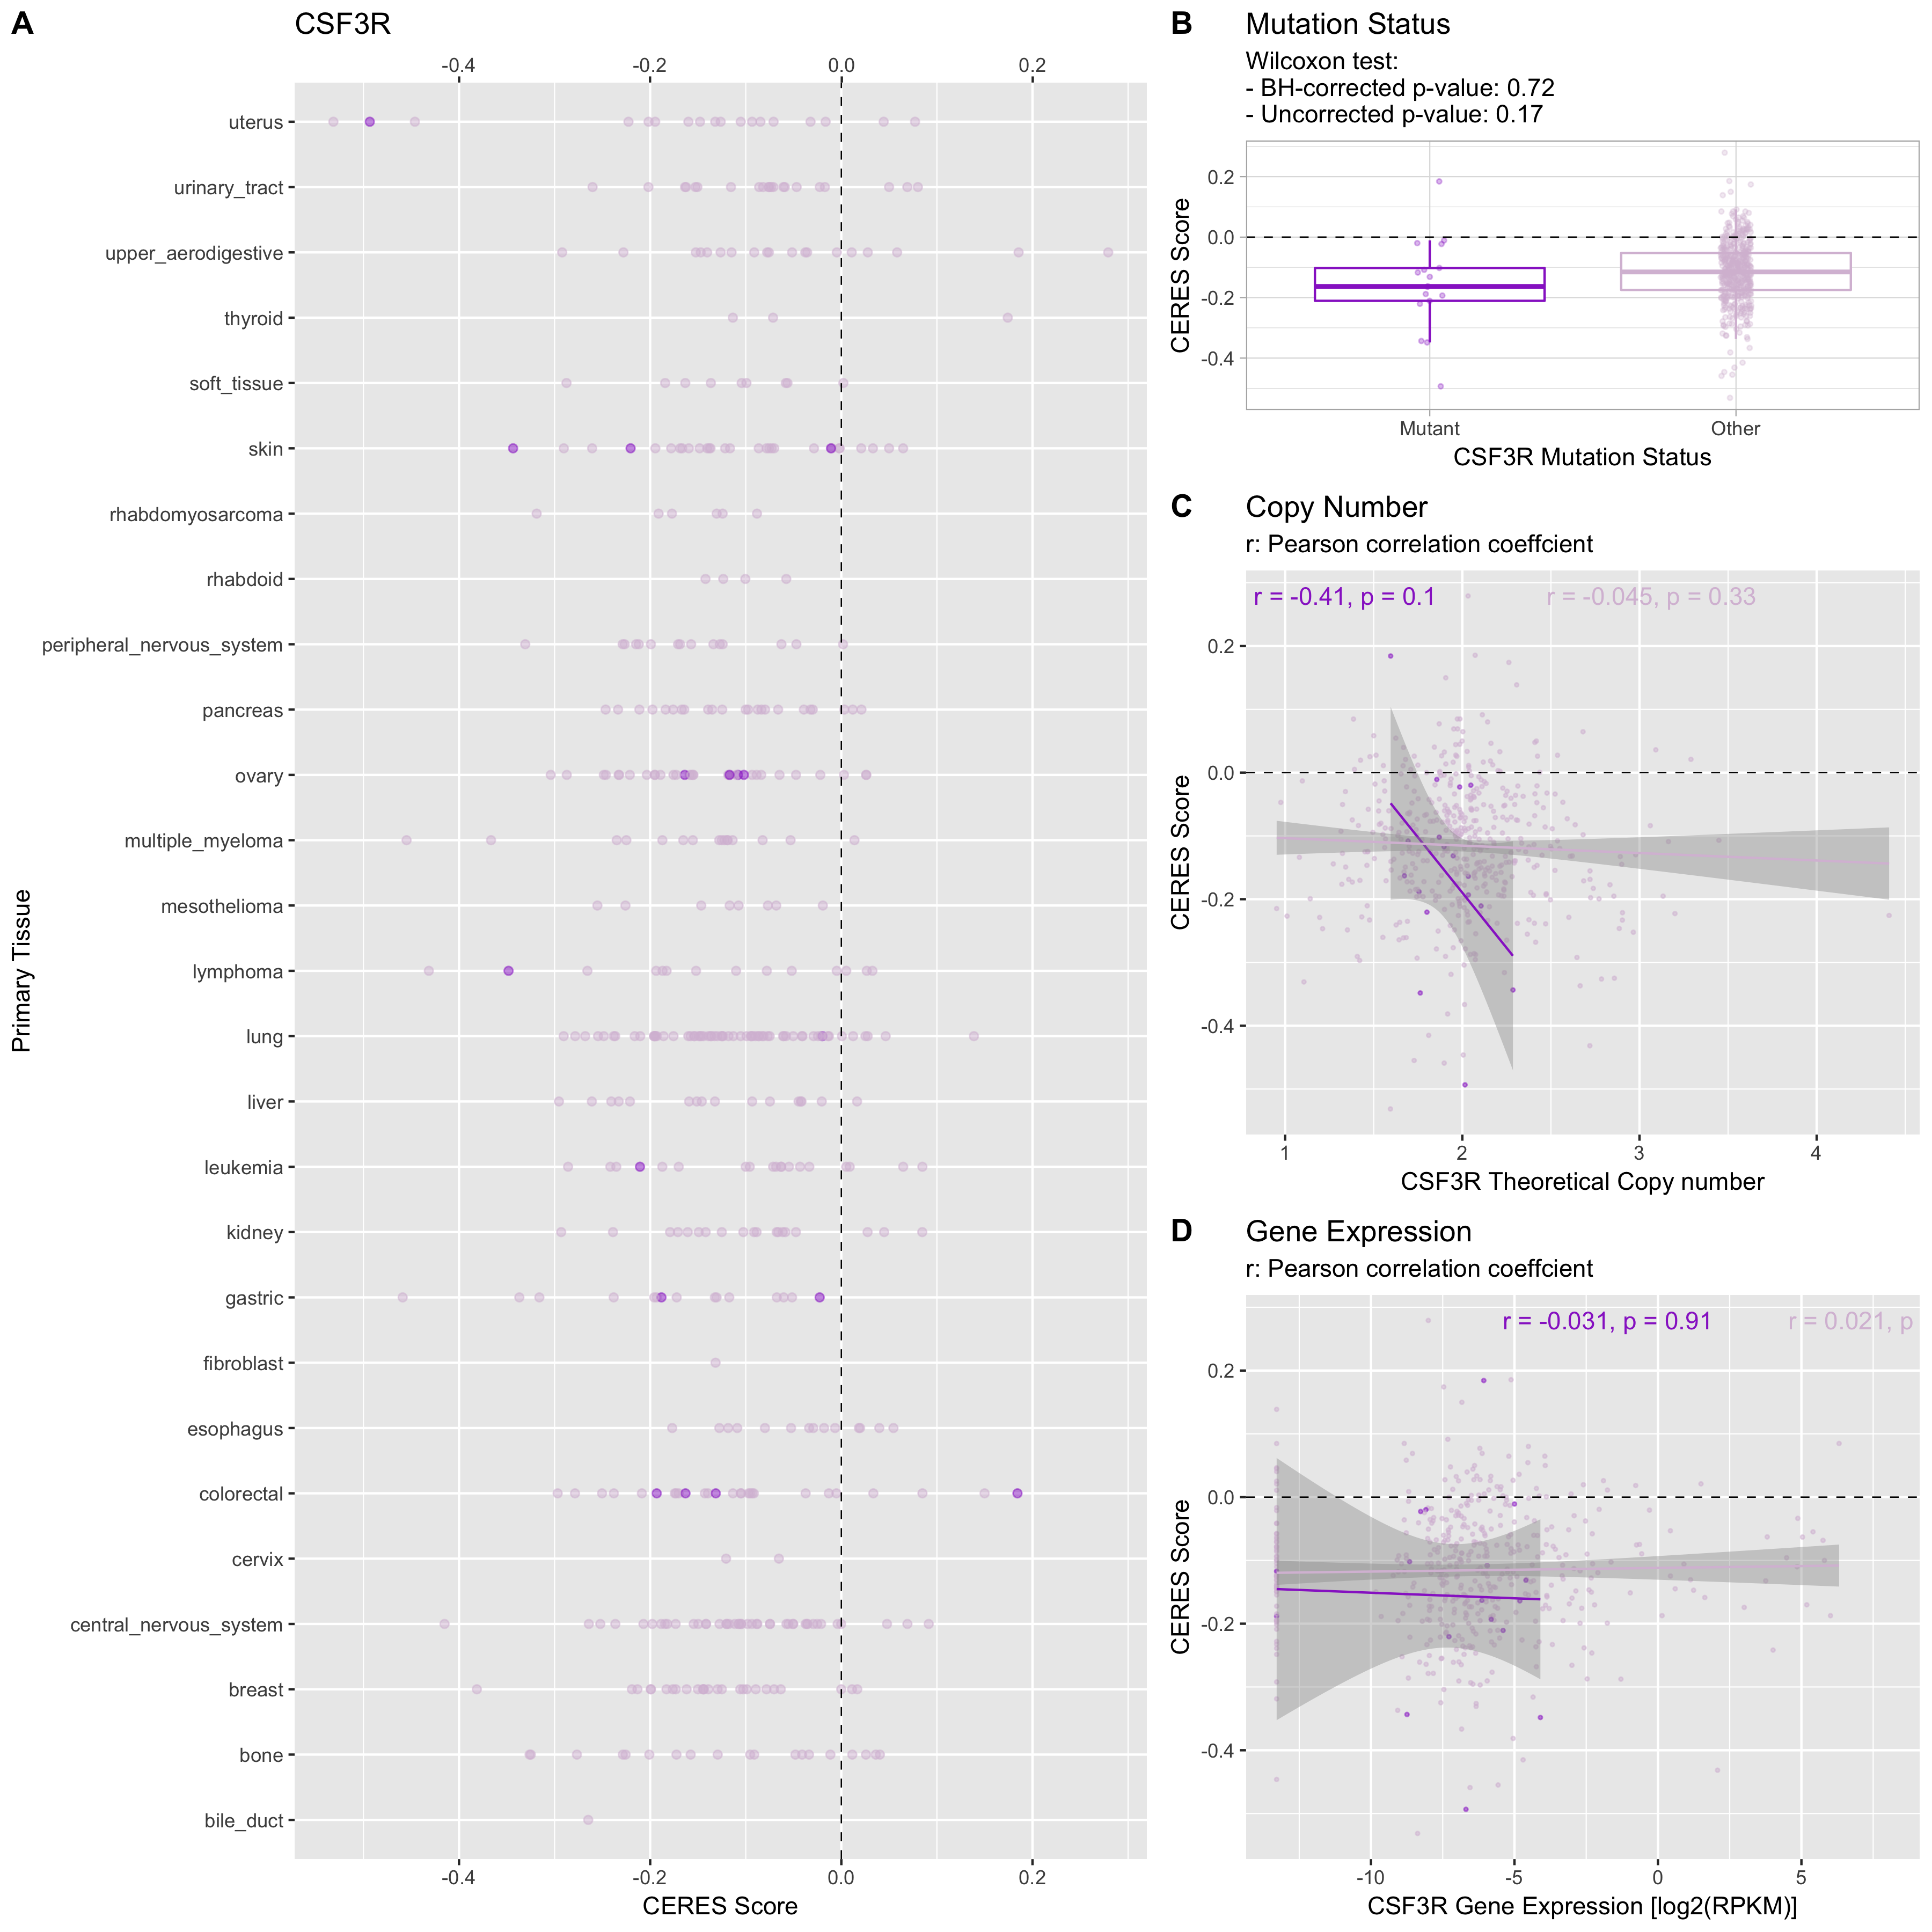 A
CSF3R
-0.4 -0.2 0.0 0.2
Primary Tissue
uterus
urinary_tract
upper_aerodigestive
thyroid
soft_tissue
skin
rhabdomyosarcoma
rhabdoid
peripheral_nervous_system
pancreas
ovary
multiple_myeloma
mesothelioma
lymphoma
lung
liver
leukemia
kidney
gastric
fibroblast
esophagus
colorectal
cervix
central_nervous_system
breast
bone
bile_duct
-0.4 -0.2 0.0 0.2
CERES Score
B
Mutation Status
Wilcoxon test:
- BH-corrected p-value: 0.72
- Uncorrected p-value: 0.17
CERES Score
0.2
0.0
-0.2
-0.4
Mutant Other
CSF3R Mutation Status
C
Copy Number
r: Pearson correlation coeffcient
r = -0.41, p = 0.1 r = -0.045, p = 0.33
CERES Score
0.2
0.0
-0.2
-0.4
1 2 3 4
CSF3R Theoretical Copy number
D
Gene Expression
r: Pearson correlation coeffcient
r = -0.031, p = 0.91 r = 0.021, p
CERES Score
0.2
0.0
-0.2
-0.4
-10 -5 0 5
CSF3R Gene Expression [log2(RPKM)]